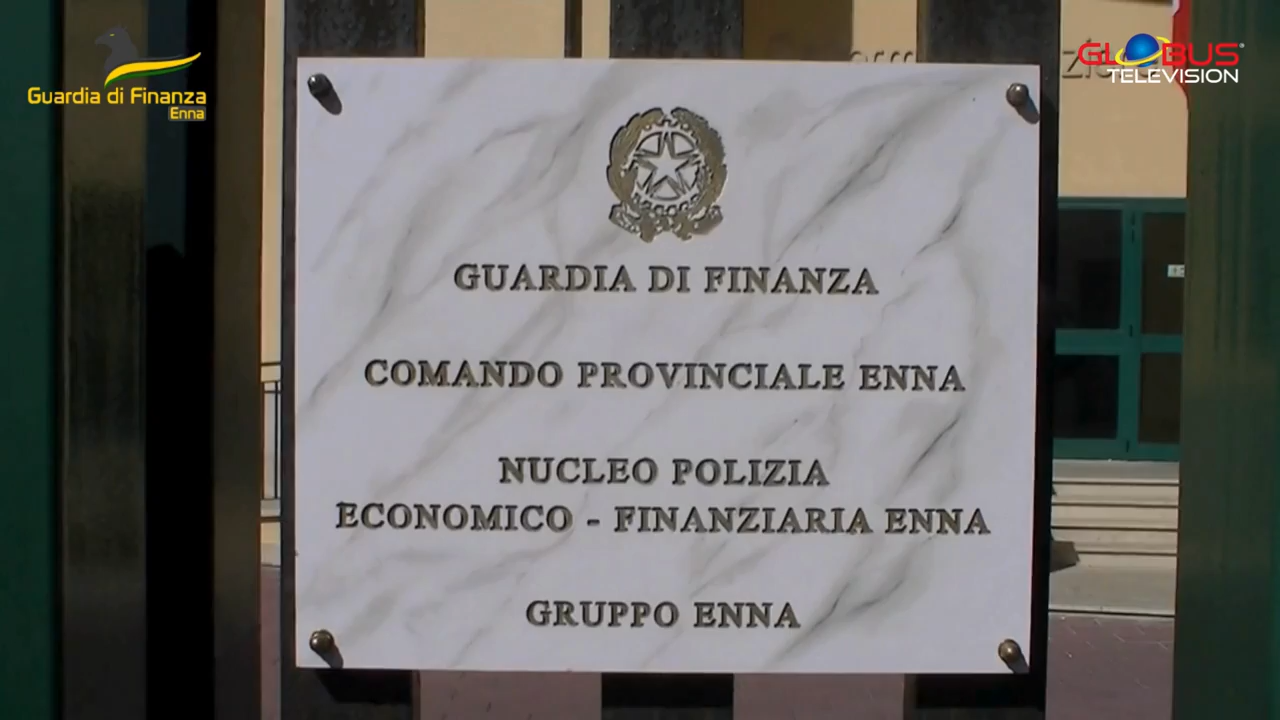 Guardia di Finanza
Enna
GLOBUS
TELEVISION
GUARDIA DI FINANZA
COMANDO PROVINCIALE ENNA
NUCLEO POLIZIA
ECONOMICO - FINANZIARIA ENNA
GRUPPO ENNA